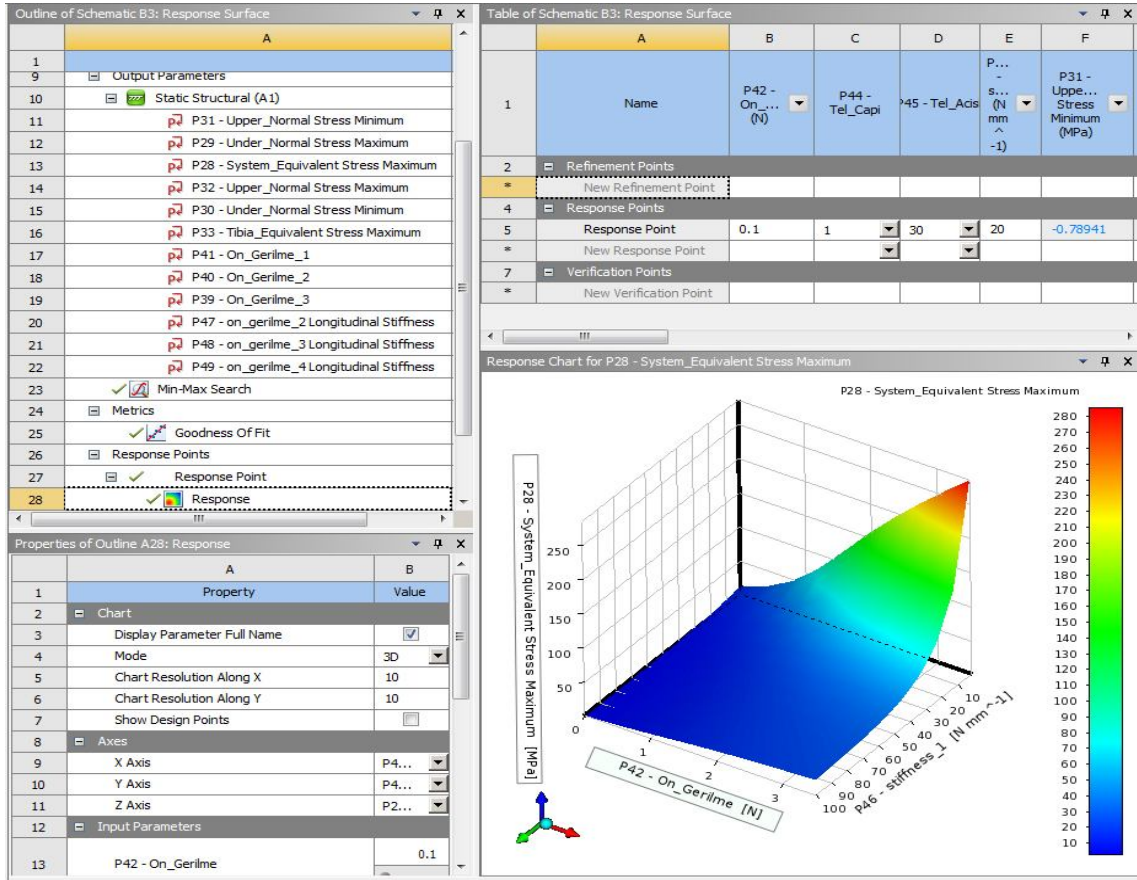 Outline of Schematic B3: Response Surface
A
1
9 Output Parameters
10 Static Structural (A1)
11 P31 - Upper_Normal Stress Minimum
12 P29 - Under_Normal Stress Maximum
13 P28 - System_Equivalent Stress Maximum
14 P32 - Upper_Normal Stress Maximum
15 P30 - Under_Normal Stress Minimum
16 P33 - Tibia_Equivalent Stress Maximum
17 P41 - On_Gerilme_1
18 P40 - On_Gerilme_2
19 P39 - On_Gerilme_3
20 P47 - on_gerilme_2 Longitudinal Stiffness
21 P48 - on_gerilme_3 Longitudinal Stiffness
22 P49 - on_gerilme_4 Longitudinal Stiffness
23 Min-Max Search
24 Metrics
25 Goodness Of Fit
26 Response Points
27 Response Point
28 Response
Properties of Outline A28: Response
A B
1 Property Value
2 Chart
3 Display Parameter Full Name
4 Mode 3D
5 Chart Resolution Along X 10
6 Chart Resolution Along Y 10
7 Show Design Points
8 Axes
9 X Axis P4...
10 Y Axis P4...
11 Z Axis P2...
12 Input Parameters
13 P42 - On_Gerilme 0.1
Table of Schematic B3: Response Surface
A B C D E F
1 Name
P42 -
On_...
(N)
P44 -
Tel_Capi
P45 - Tel_Acis
P...
-
s...
(N
mm
^
-1)
P31 -
Uppe...
Stress
Minimum
(MPa)
2 Refinement Points
* New Refinement Point
4 Response Points
5 Response Point 0.1 1 30 20 -0.78941
* New Response Point
7 Verification Points
* New Verification Point
Response Chart for P28 - System_Equivalent Stress Maximum
P28 - System_Equivalent Stress Maximum
P28 - System_Equivalent Stress Maximum [MPa]
250
200
150
100
50
0
1
2
3
P42 - On_Gerilme [N]
10
20
30
40
50
60
70
80
90
100
P46 - stiffness_1 [N mm^-1]
280
270
260
250
240
230
220
210
200
190
180
170
160
150
140
130
120
110
100
90
80
70
60
50
40
30
20
10